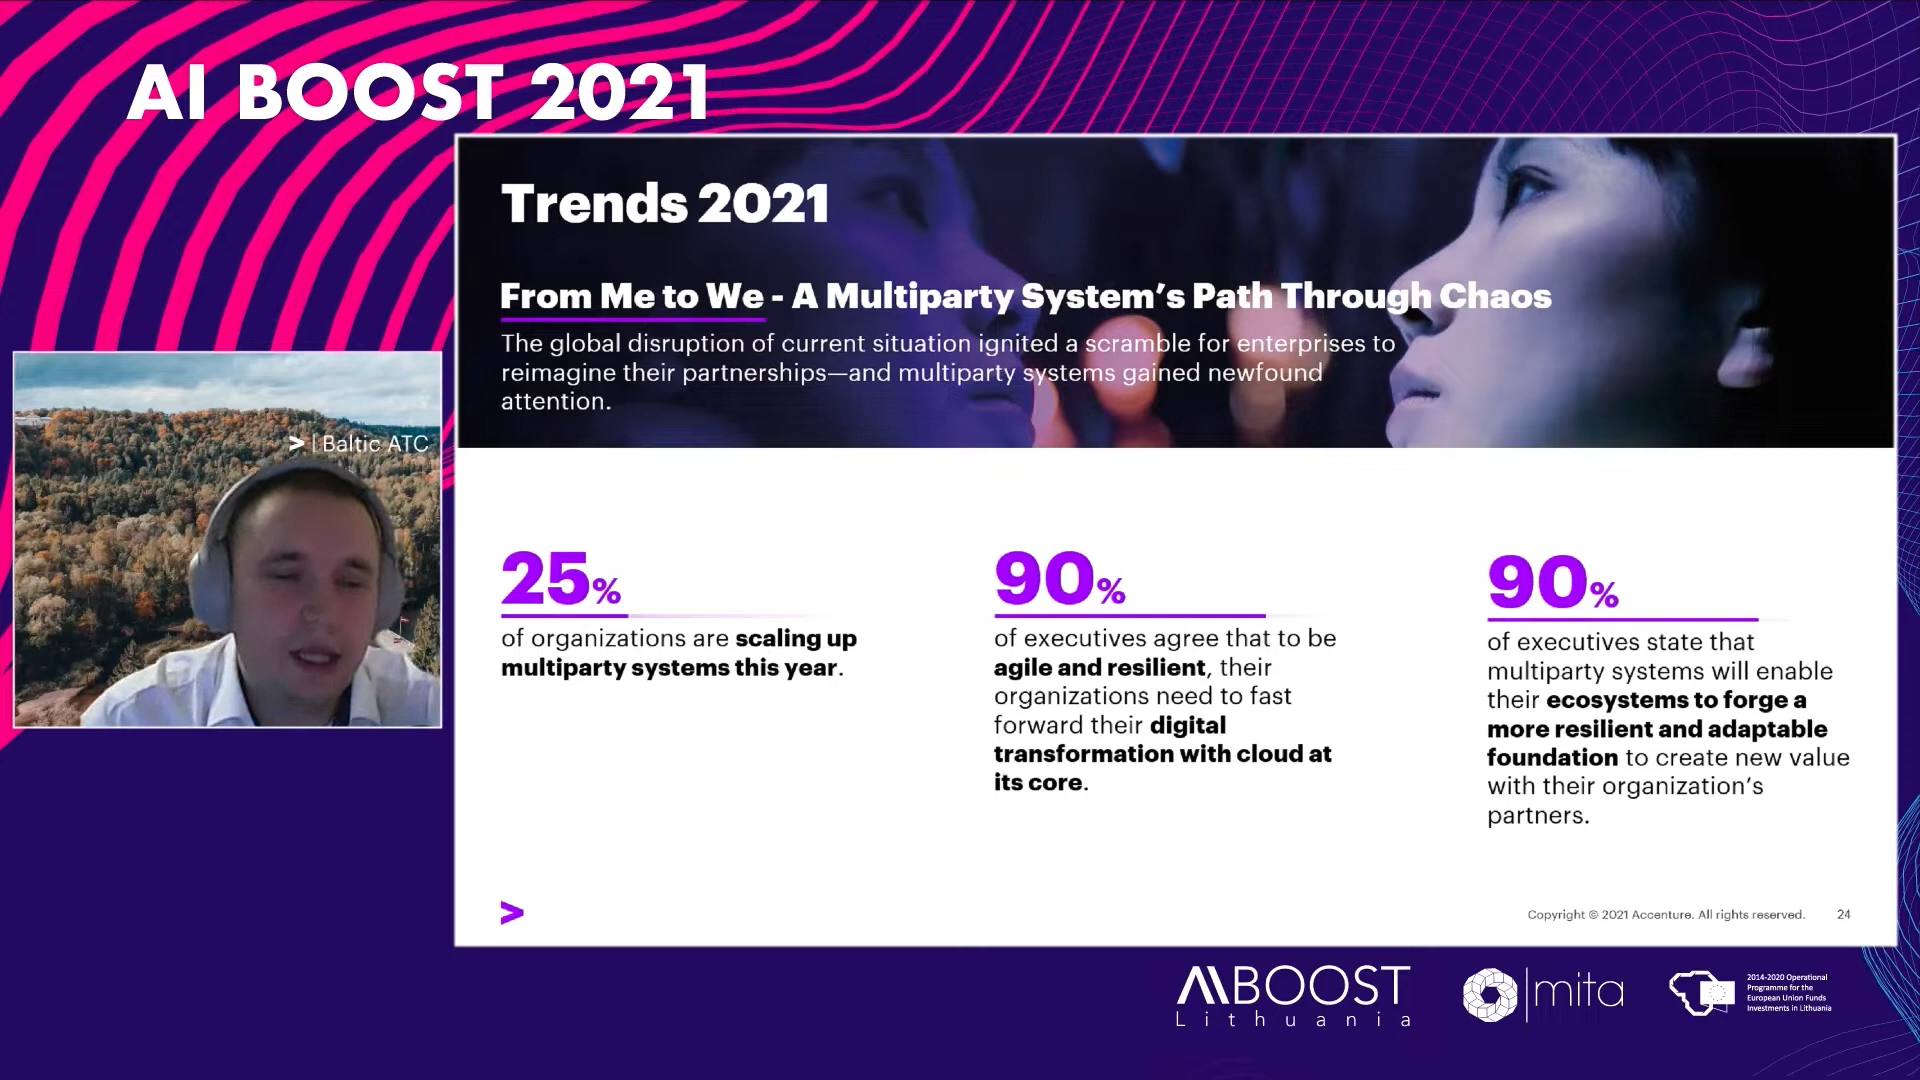 AI BOOST 2021
Trends 2021
From Me to We - A Multiparty System's Path Through Chaos
The global disruption of current situation ignited a scramble for enterprises to
reimagine their partnerships—and multiparty systems gained newfound
attention.
> | Baltic ATC
25%
of organizations are scaling up
multiparty systems this year.
90%
of executives agree that to be
agile and resilient, their
organizations need to fast
forward their digital
transformation with cloud at
its core.
90%
of executives state that
multiparty systems will enable
their ecosystems to forge a
more resilient and adaptable
foundation to create new value
with their organization's
partners.
>
Copyright © 2021 Accenture. All rights reserved. 24
AI BOOST
Lithuania
mita
2014-2020 Operational
Programme for the
European Union Funds
Investments in Lithuania